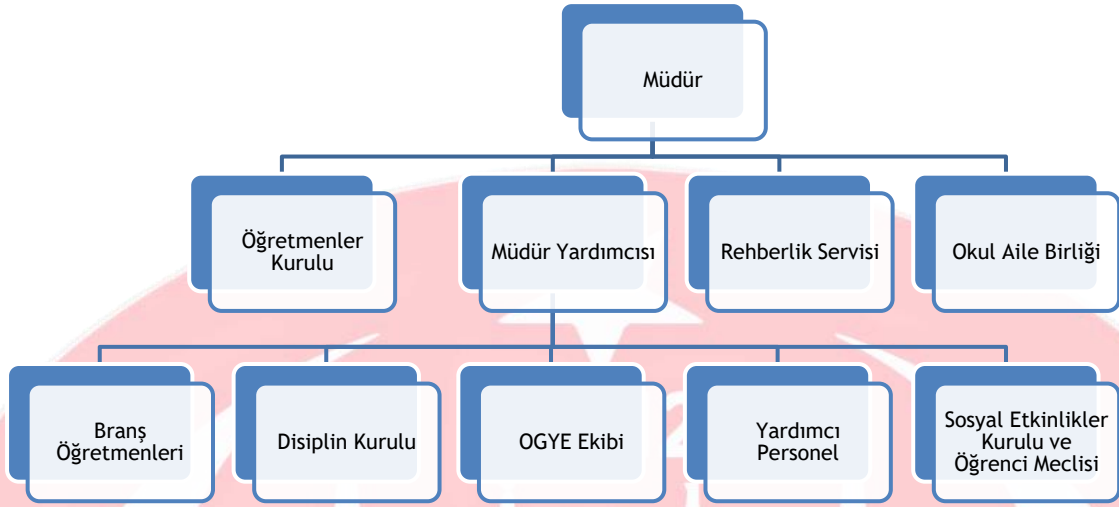 Müdür
Öğretmenler
Kurulu
Müdür Yardımcısı
Rehberlik Servisi
Okul Aile Birliği
Branş
Öğretmenleri
Disiplin Kurulu
OGYE Ekibi
Yardımcı
Personel
Sosyal Etkinlikler
Kurulu ve
Öğrenci Meclisi